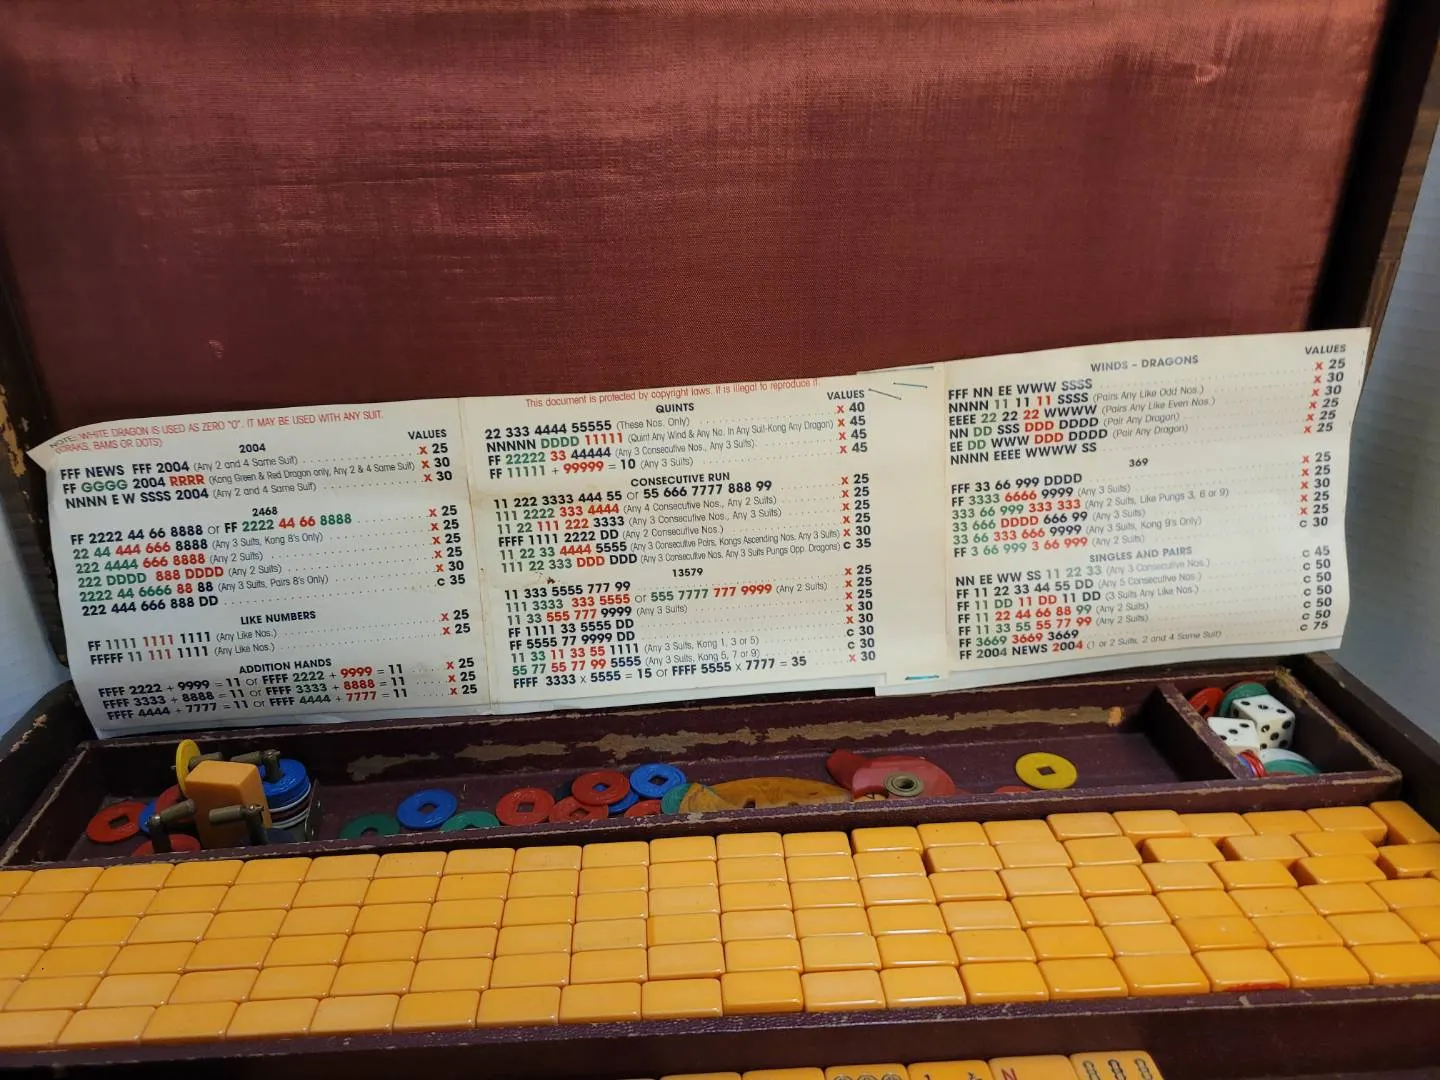 NOTE: WHITE DRAGON IS USED AS ZERO "0". IT MAY BE USED WITH ANY SUIT.
(CRAKS, BAMS OR DOTS)
2004 VALUES
FFF NEWS FFF 2004 (Any 2 and 4 Same Suit) x 25
FF GGGG 2004 RRRR (Kong Green & Red Dragon only, Any 2 & 4 Same Suit) x 30
NNNN E W SSSS 2004 (Any 2 and 4 Same Suit) x 30
2468
FF 2222 44 66 8888 or FF 2222 44 66 8888 x 25
22 44 444 666 8888 (Any 3 Suits, Kong 8's Only) x 25
222 4444 666 8888 (Any 2 Suits) x 25
222 DDDD 888 DDDD (Any 2 Suits) x 25
2222 44 6666 88 88 (Any 3 Suits, Pairs 8's Only) x 30
222 444 666 888 DD c 35
LIKE NUMBERS
FF 1111 1111 1111 (Any Like Nos.) x 25
FFFFF 11 111 1111 (Any Like Nos.) x 25
ADDITION HANDS
FFFF 2222 + 9999 = 11 or FFFF 2222 + 9999 = 11 x 25
FFFF 3333 + 8888 = 11 or FFFF 3333 + 8888 = 11 x 25
FFFF 4444 + 7777 = 11 or FFFF 4444 + 7777 = 11 x 25
This document is protected by copyright laws. It is illegal to reproduce it.
QUINTS VALUES
22 333 4444 55555 (These Nos. Only) x 40
NNNNN DDDD 11111 (Quint Any Wind & Any No. In Any Suit-Kong Any Dragon) x 45
FF 22222 33 44444 (Any 3 Consecutive Nos., Any 3 Suits) x 45
FF 11111 + 99999 = 10 (Any 3 Suits) x 45
CONSECUTIVE RUN
11 222 3333 444 55 or 55 666 7777 888 99 x 25
111 2222 333 4444 (Any 4 Consecutive Nos., Any 2 Suits) x 25
11 22 111 222 3333 (Any 3 Consecutive Nos., Any 3 Suits) x 25
FFFF 1111 2222 DD (Any 2 Consecutive Nos.) x 25
11 22 33 4444 5555 (Any 3 Consecutive Pairs, Kongs Ascending Nos. Any 3 Suits) x 30
111 22 333 DDD DDD (Any 3 Consecutive Nos. Any 3 Suits Pungs Opp. Dragons) c 35
13579
11 333 5555 777 99 x 25
111 3333 333 5555 or 555 7777 777 9999 (Any 2 Suits) x 25
11 33 555 777 9999 (Any 3 Suits) x 25
FF 1111 33 5555 DD x 30
FF 5555 77 9999 DD x 30
11 33 11 33 55 1111 (Any 3 Suits, Kong 1, 3 or 5) c 30
55 77 55 77 99 5555 (Any 3 Suits, Kong 5, 7 or 9) c 30
FFFF 3333 x 5555 = 15 or FFFF 5555 x 7777 = 35 x 30
WINDS – DRAGONS VALUES
FFF NN EE WWW SSSS x 25
NNNN 11 11 11 SSSS (Pairs Any Like Odd Nos.) x 30
EEEE 22 22 22 WWWW (Pairs Any Like Even Nos.) x 30
NN DD SSS DDD DDDD (Pair Any Dragon) x 25
EE DD WWW DDD DDDD (Pair Any Dragon) x 25
NNNN EEEE WWWW SS x 25
369
FFF 33 66 999 DDDD x 25
FF 3333 6666 9999 (Any 3 Suits) x 25
333 66 999 333 333 (Any 2 Suits, Like Pungs 3, 6 or 9) x 30
33 666 DDDD 666 99 (Any 3 Suits) x 25
33 66 333 666 9999 (Any 3 Suits, Kong 9's Only) x 25
FF 3 66 999 3 66 999 (Any 2 Suits) c 30
SINGLES AND PAIRS
NN EE WW SS 11 22 33 (Any 3 Consecutive Nos.) c 45
FF 11 22 33 44 55 DD (Any 5 Consecutive Nos.) c 50
FF 11 DD 11 DD 11 DD (3 Suits Any Like Nos.) c 50
FF 11 22 44 66 88 99 (Any 2 Suits) c 50
FF 11 33 55 55 77 99 (Any 2 Suits) c 50
FF 3669 3669 3669 c 50
FF 2004 NEWS 2004 (1 or 2 Suits, 2 and 4 Same Suit) c 75
N